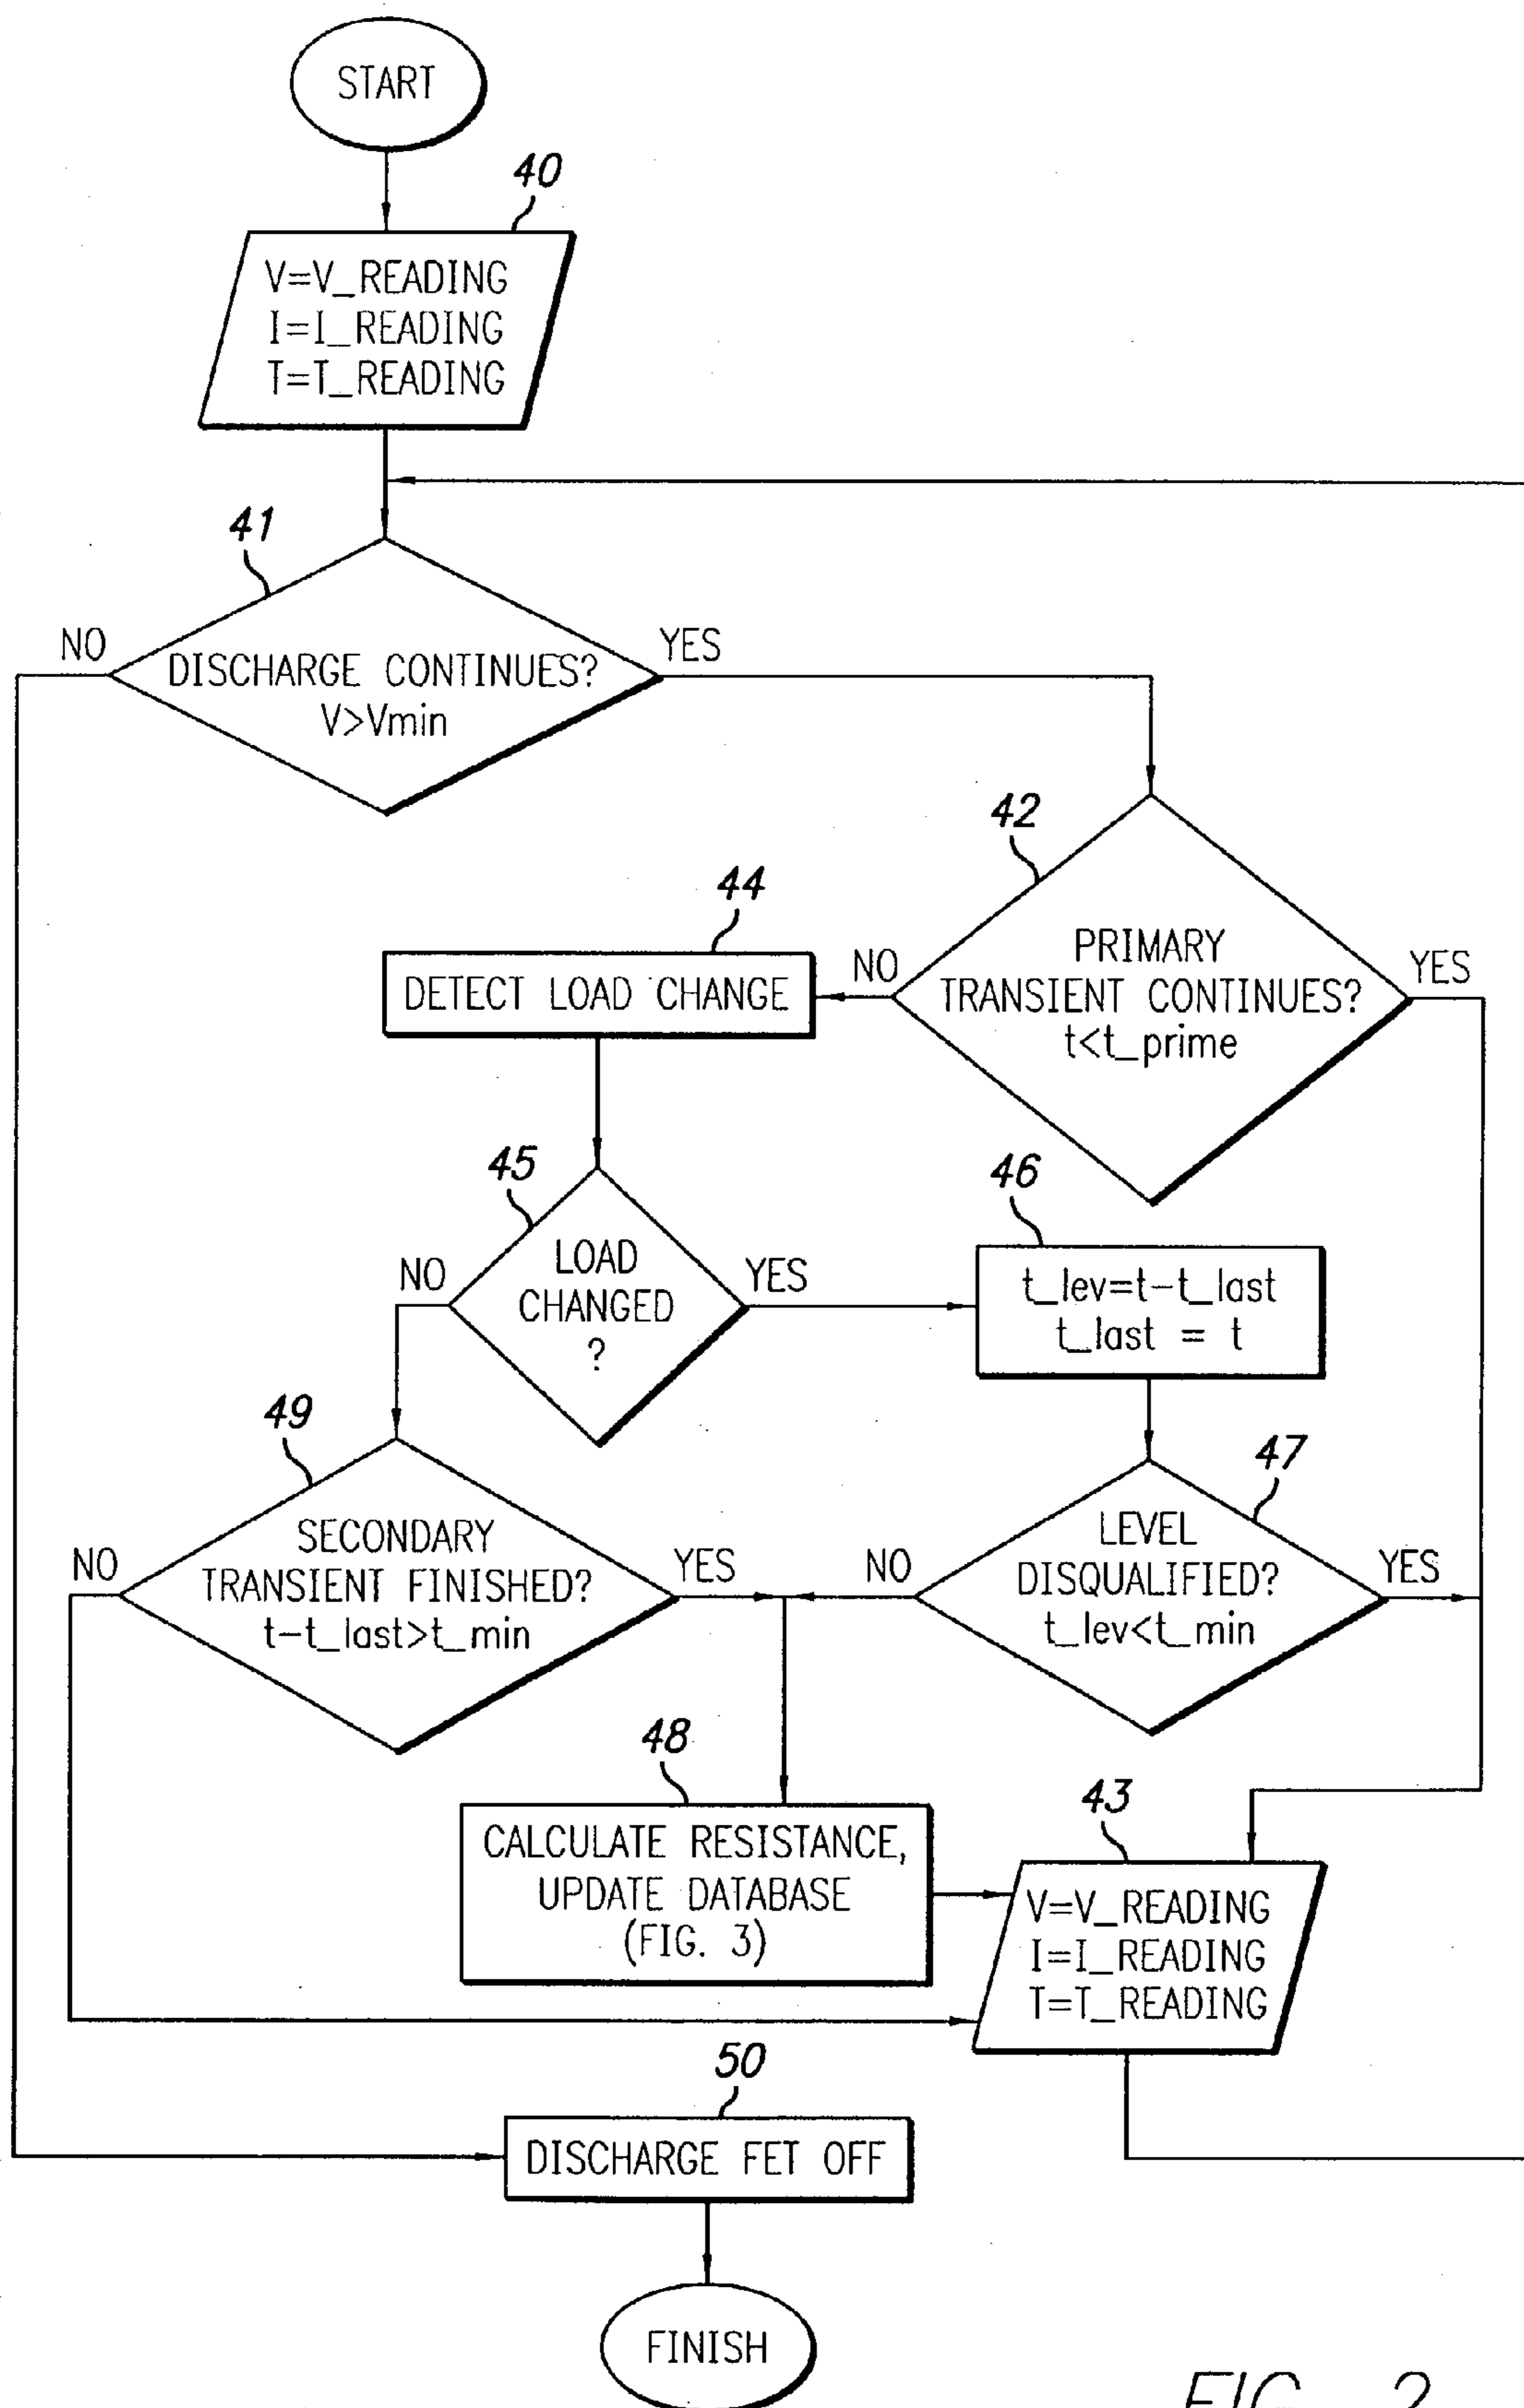 START
40
V=V_READING
I=I_READING
T=T_READING
41
NO
YES
DISCHARGE CONTINUES?
V>Vmin
42
44
PRIMARY
TRANSIENT CONTINUES?
t<t_prime
NO
YES
DETECT LOAD CHANGE
45
LOAD
CHANGED
?
NO
YES
46
t_lev=t-t_last
t_last = t
49
SECONDARY
TRANSIENT FINISHED?
t-t_last>t_min
NO
YES
47
LEVEL
DISQUALIFIED?
t_lev<t_min
NO
YES
48
CALCULATE RESISTANCE,
UPDATE DATABASE
(FIG. 3)
43
V=V_READING
I=I_READING
T=T_READING
50
DISCHARGE FET OFF
FINISH
FIG. 2